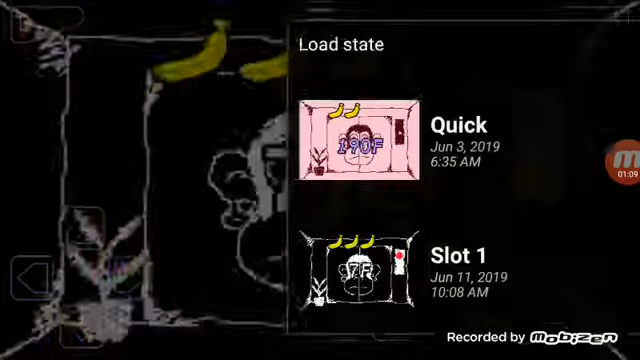 Load state
Quick
190F
Jun 3, 2019
6:35 AM
01:09
Slot 1
7F
Jun 11, 2019
10:08 AM
Recorded by Mobizen